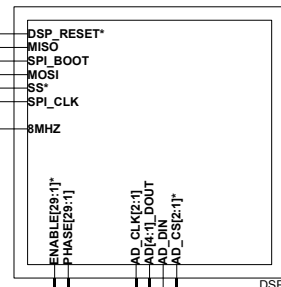 DSP_RESET*
MISO
SPI_BOOT
MOSI
SS*
SPI_CLK
8MHZ
ENABLE[29:1]*
PHASE[29:1]
AD_CLK[2:1]
AD[4:1]_DOUT
AD_DIN
AD_CS[2:1]*
DSP